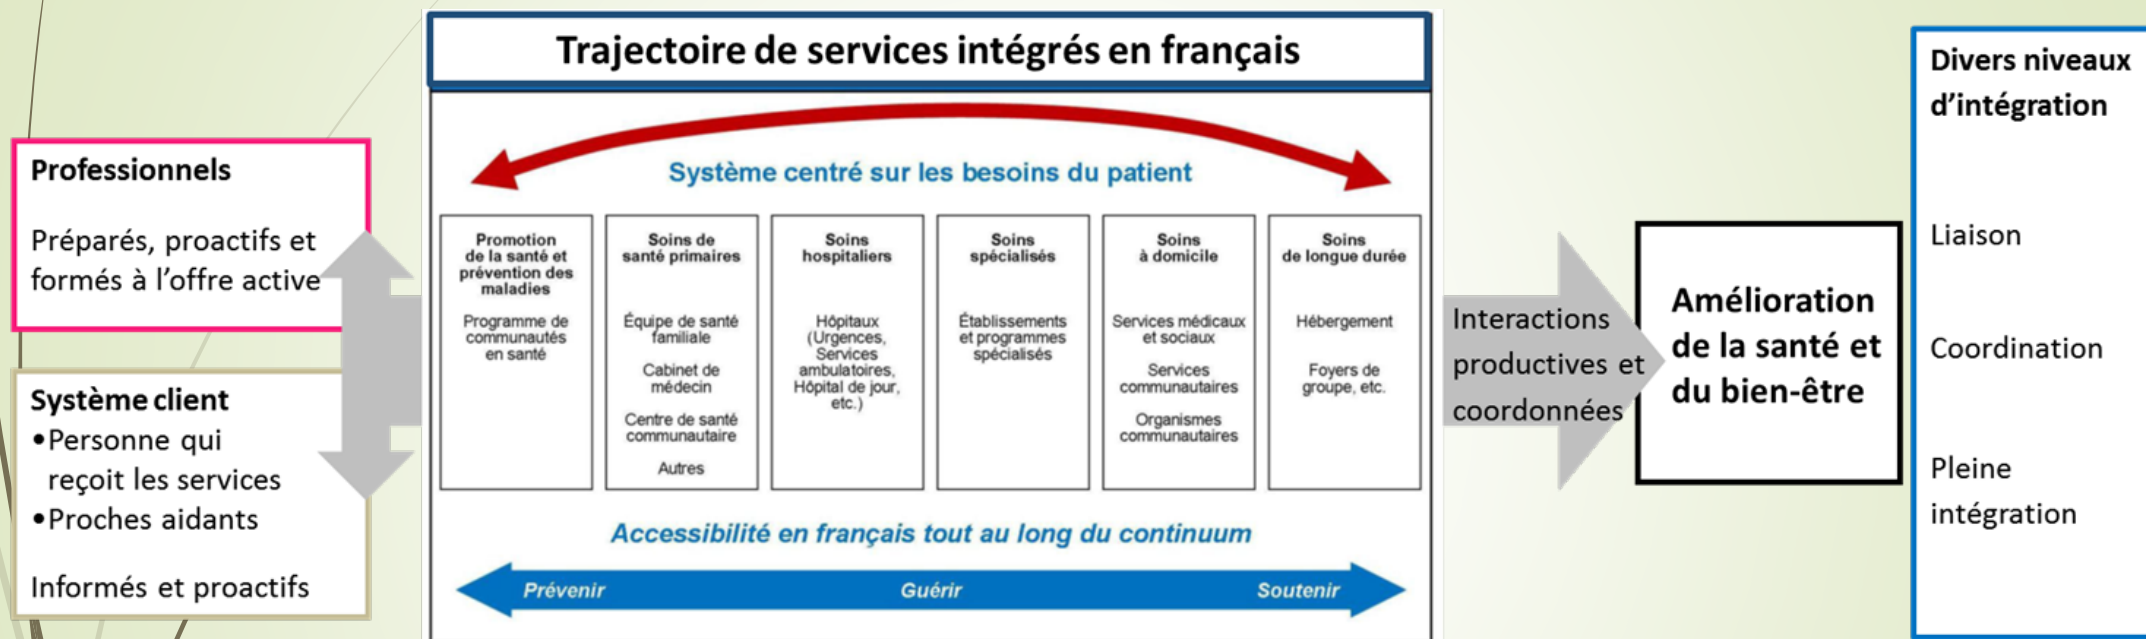 Trajectoire de services intégrés en français
Professionnels
Préparés, proactifs et
formés à l'offre active
Système client
•Personne qui
reçoit les services
•Proches aidants
Informés et proactifs
Système centré sur les besoins du patient
Promotion
de la santé et
prévention des
maladies
Programme de
communautés
en santé
Soins de
santé primaires
Équipe de santé
familiale
Cabinet de
médecin
Centre de santé
communautaire
Autres
Soins
hospitaliers
Hôpitaux
(Urgences,
Services
ambulatoires,
Hôpital de jour,
etc.)
Soins
spécialisés
Établissements
et programmes
spécialisés
Soins
à domicile
Services médicaux
et sociaux
Services
communautaires
Organismes
communautaires
Soins
de longue durée
Hébergement
Foyers de
groupe, etc.
Accessibilité en français tout au long du continuum
Prévenir
Guérir
Soutenir
Interactions
productives et
coordonnées
Amélioration
de la santé et
du bien-être
Divers niveaux
d'intégration
Liaison
Coordination
Pleine
intégration